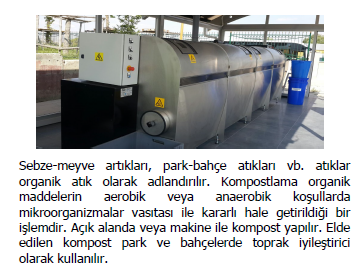 Sebze-meyve artıkları, park-bahçe atıkları vb. atıklar
organik atık olarak adlandırılır. Kompostlama organik
maddelerin aerobik veya anaerobik koşullarda
mikroorganizmalar vasıtası ile kararlı hale getirildiği bir
işlemdir. Açık alanda veya makine ile kompost yapılır. Elde
edilen kompost park ve bahçelerde toprak iyileştirici
olarak kullanılır.